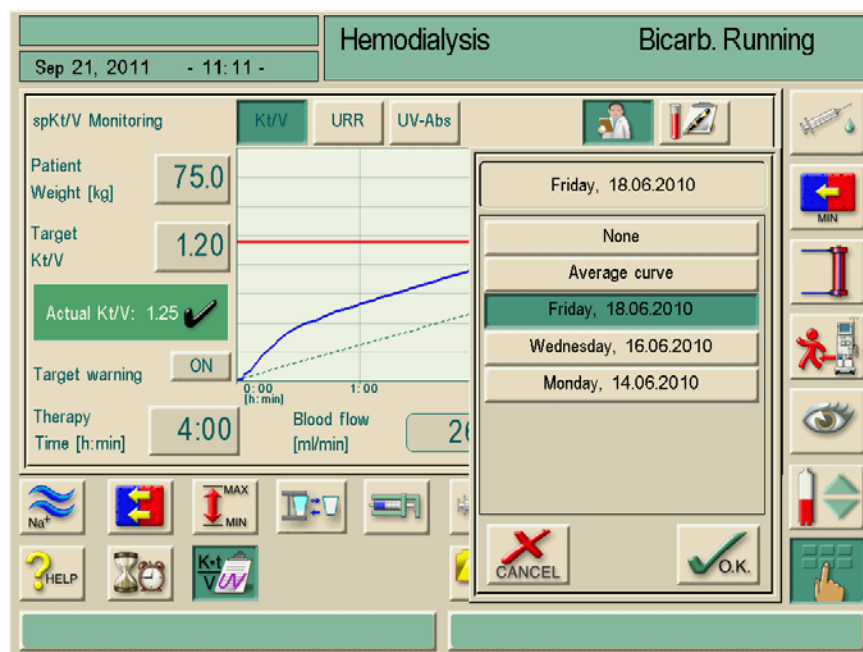 Hemodialysis
Bicarb. Running
Sep 21, 2011 - 11:11 -
spKt/V Monitoring
Kt/V
URR
UV-Abs
Patient
Weight [kg]
75.0
Target
Kt/V
1.20
Actual Kt/V: 1.25
Target warning
ON
Therapy
Time [h:min]
4:00
0:00
[h:min]
1:00
Blood flow
[ml/min]
Friday, 18.06.2010
None
Average curve
Friday, 18.06.2010
Wednesday, 16.06.2010
Monday, 14.06.2010
CANCEL
O.K.
MIN
Na+
MAX
MIN
HELP
K•t
V
UV